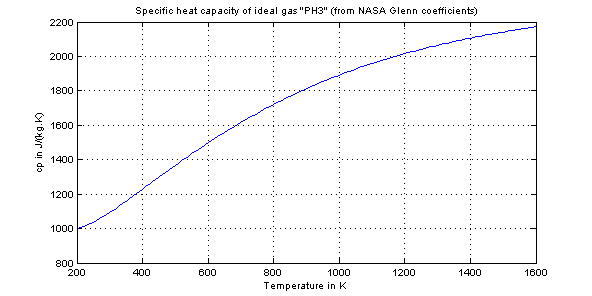 Specific heat capacity of ideal gas "PH3" (from NASA Glenn coefficients)
2200
2000
1800
1600
1400
1200
1000
800
cp in J/(kg.K)
200 400 600 800 1000 1200 1400 1600
Temperature in K